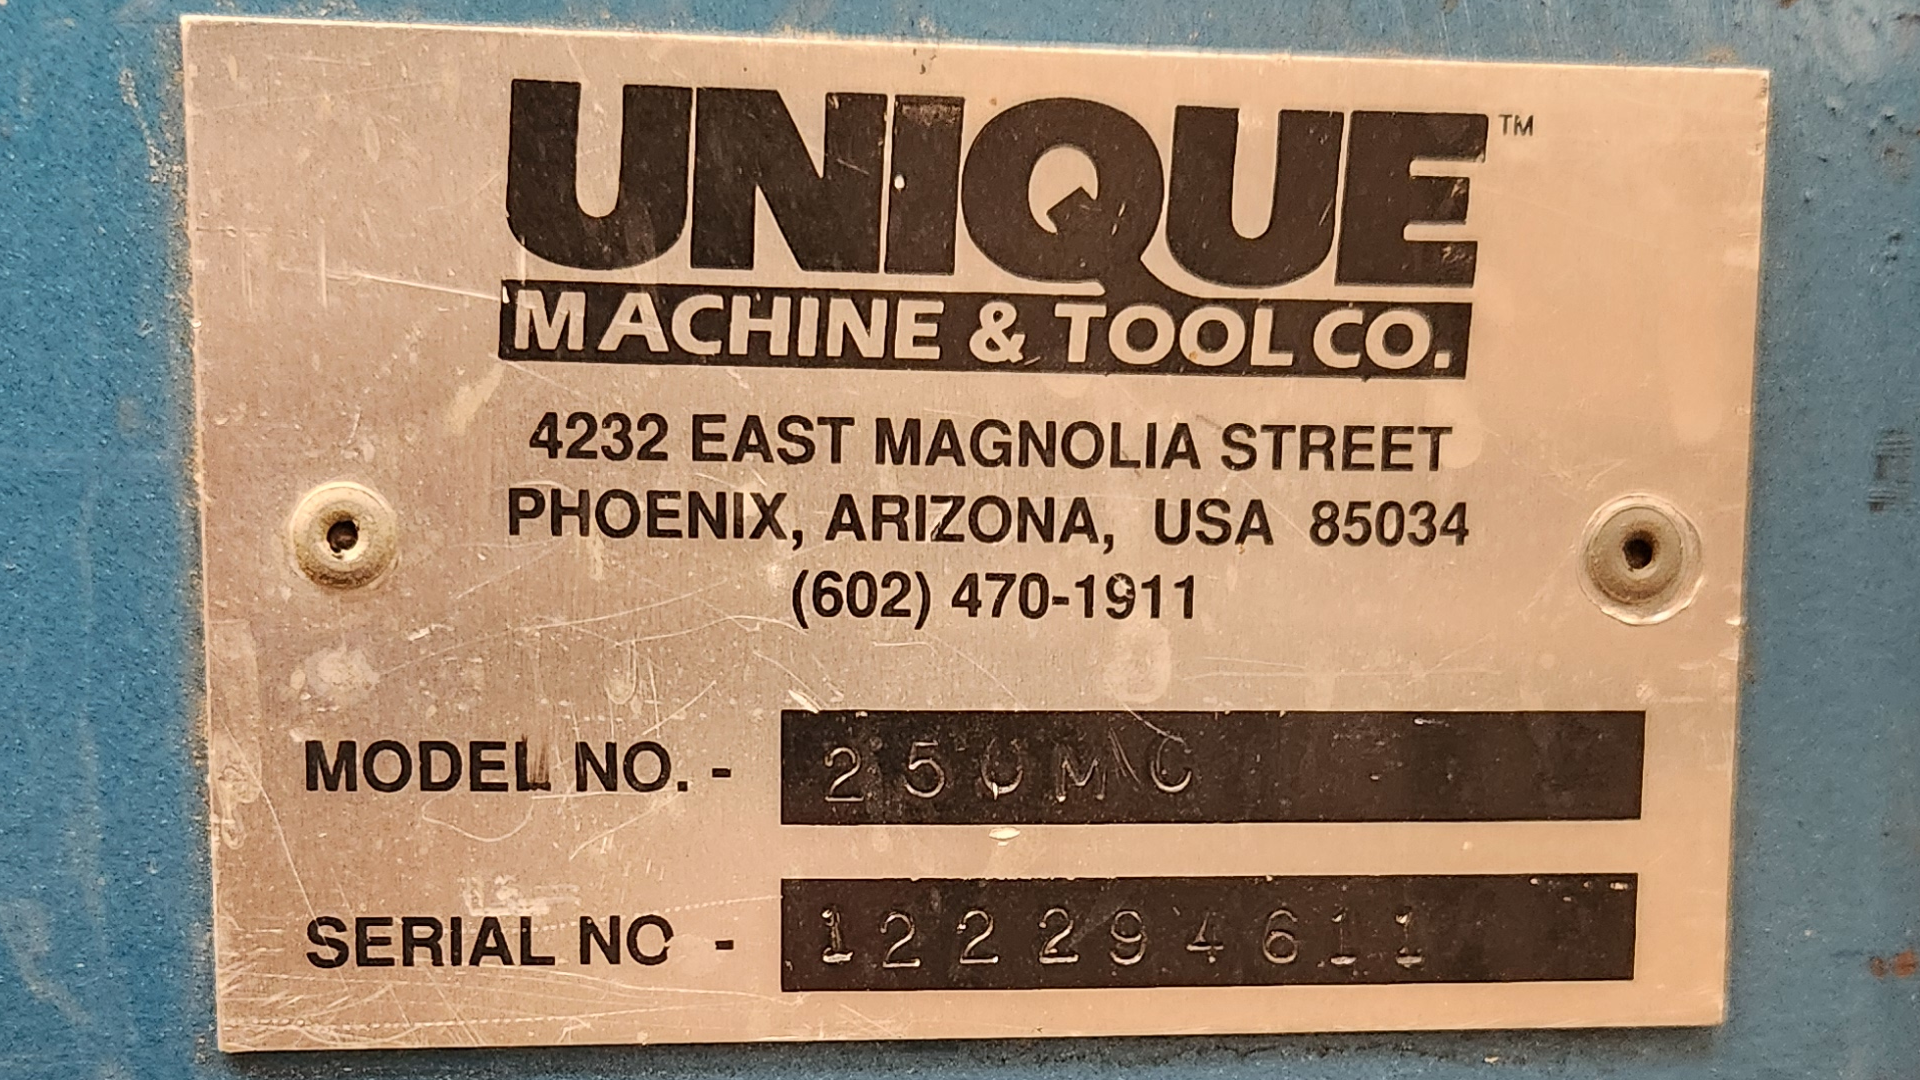 UNIQUE™
MACHINE & TOOL CO.
4232 EAST MAGNOLIA STREET
PHOENIX, ARIZONA, USA 85034
(602) 470-1911
MODEL NO. - 250MC
SERIAL NO - 122294611